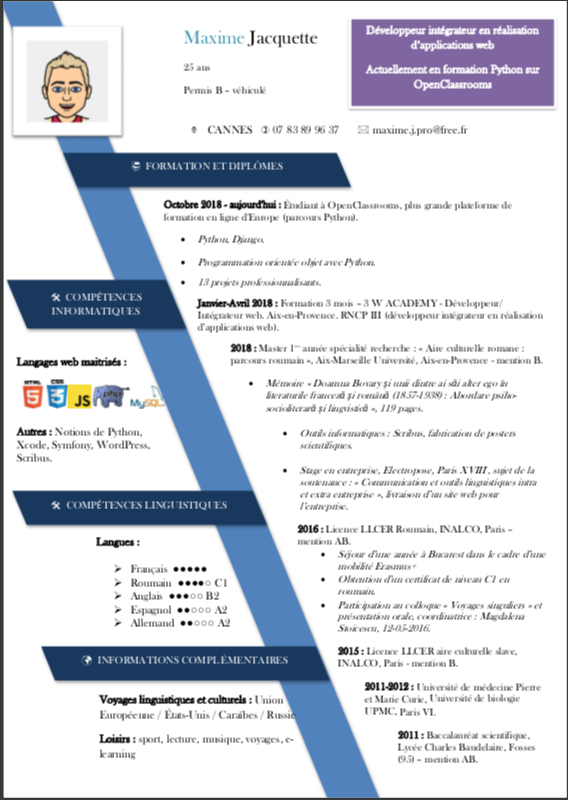 Maxime Jacquette
25 ans
Permis B – véhiculé
Développeur intégrateur en réalisation
d'applications web
Actuellement en formation Python sur
OpenClassrooms
CANNES 07 83 89 96 37 maxime.j.pro@free.fr
FORMATION ET DIPLÔMES
Octobre 2018 - aujourd'hui : Étudiant à OpenClassrooms, plus grande plateforme de
formation en ligne d'Europe (parcours Python).
• Python, Django.
• Programmation orientée objet avec Python.
• 13 projets professionnalisants.
Janvier-Avril 2018 : Formation 3 mois – 3 W ACADEMY - Développeur/
Intégrateur web. Aix-en-Provence. RNCP III (développeur intégrateur en réalisation
d'applications web).
2018 : Master 1ère année spécialité recherche : « Aire culturelle romane :
parcours roumain », Aix-Marseille Université, Aix-en-Provence - mention B.
• Mémoire « Doamna Bovary și unii dintre ai săi alter ego în
literaturile franceză și română (1857-1938) : Abordare psiho-
socioliterară și lingvistică », 119 pages.
• Outils informatiques : Scribus, fabrication de posters
scientifiques.
• Stage en entreprise, Electropose, Paris XVIII, sujet de la
soutenance : « Communication et outils linguistiques intra
et extra entreprise », livraison d'un site web pour
l'entreprise.
2016 : Licence LLCER Roumain, INALCO, Paris –
mention AB.
• Séjour d'une année à Bucarest dans le cadre d'une
mobilité Erasmus+
• Obtention d'un certificat de niveau C1 en
roumain.
• Participation au colloque « Voyages singuliers » et
présentation orale, coordinatrice : Magdalena
Stoicescu, 12-05-2016.
2015 : Licence LLCER aire culturelle slave,
INALCO, Paris - mention B.
2011-2012 : Université de médecine Pierre
et Marie Curie, Université de biologie
UPMC, Paris VI.
2011 : Baccalauréat scientifique,
Lycée Charles Baudelaire, Fosses
(95) – mention AB.
COMPÉTENCES
INFORMATIQUES
Langages web maitrisés :
HTML CSS JS php MySQL
5 3
Autres : Notions de Python,
Xcode, Symfony, WordPress,
Scribus.
COMPÉTENCES LINGUISTIQUES
Langues :
➢ Français ●●●●●
➢ Roumain ●●●●○ C1
➢ Anglais ●●●○○ B2
➢ Espagnol ●●○○○ A2
➢ Allemand ●●○○○ A2
INFORMATIONS COMPLÉMENTAIRES
Voyages linguistiques et culturels : Union
Européenne / États-Unis / Caraïbes / Russie
Loisirs : sport, lecture, musique, voyages, e-
learning